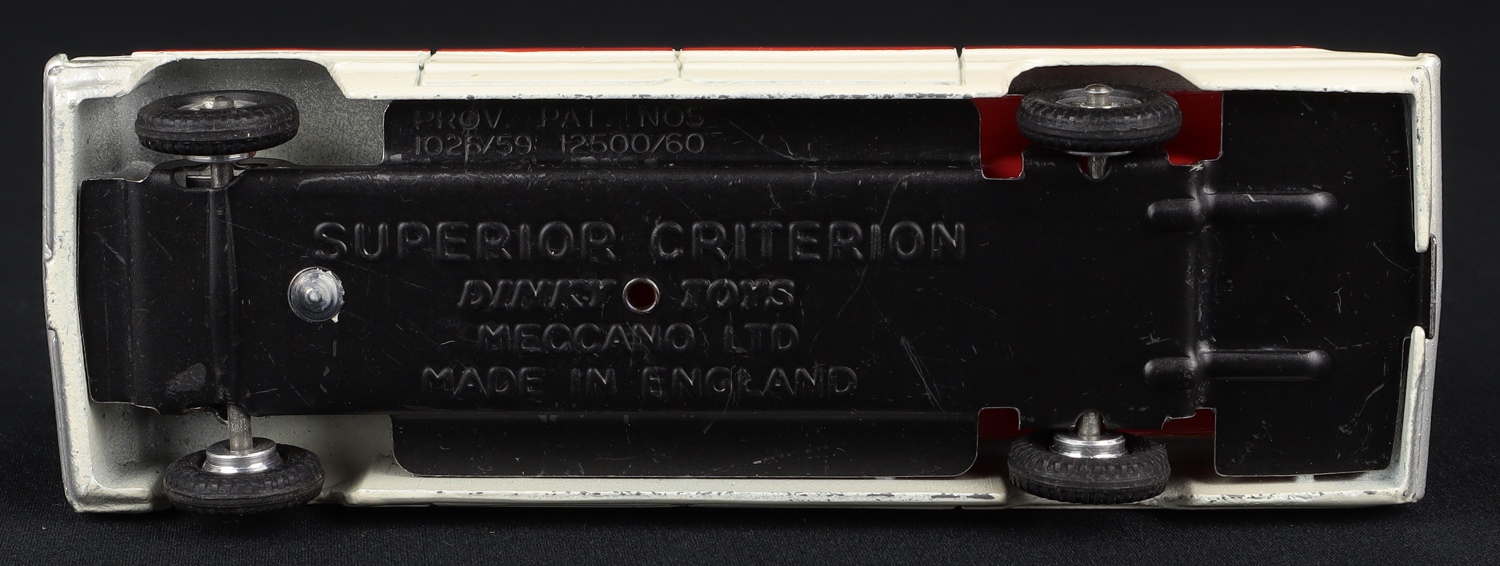 PROV. PAT. NOS
1026/59 12500/60
SUPERIOR CRITERION
DINKY TOYS
MECCANO LTD
MADE IN ENGLAND